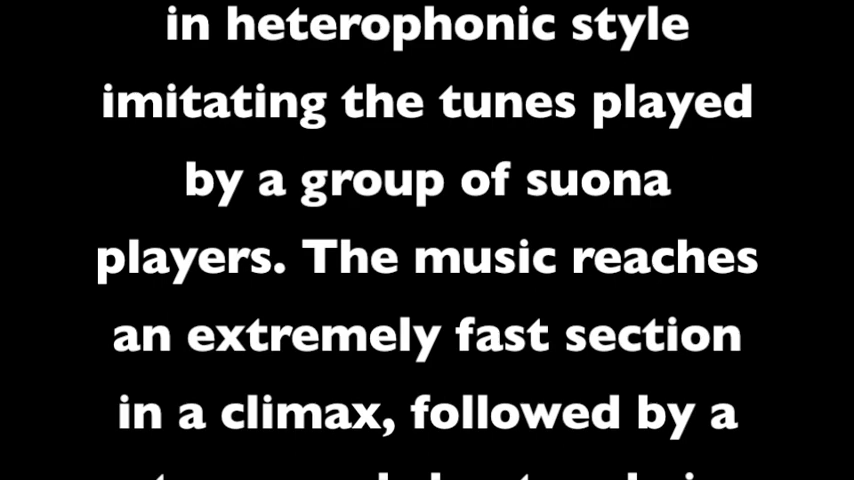 in heterophonic style
imitating the tunes played
by a group of suona
players. The music reaches
an extremely fast section
in a climax, followed by a